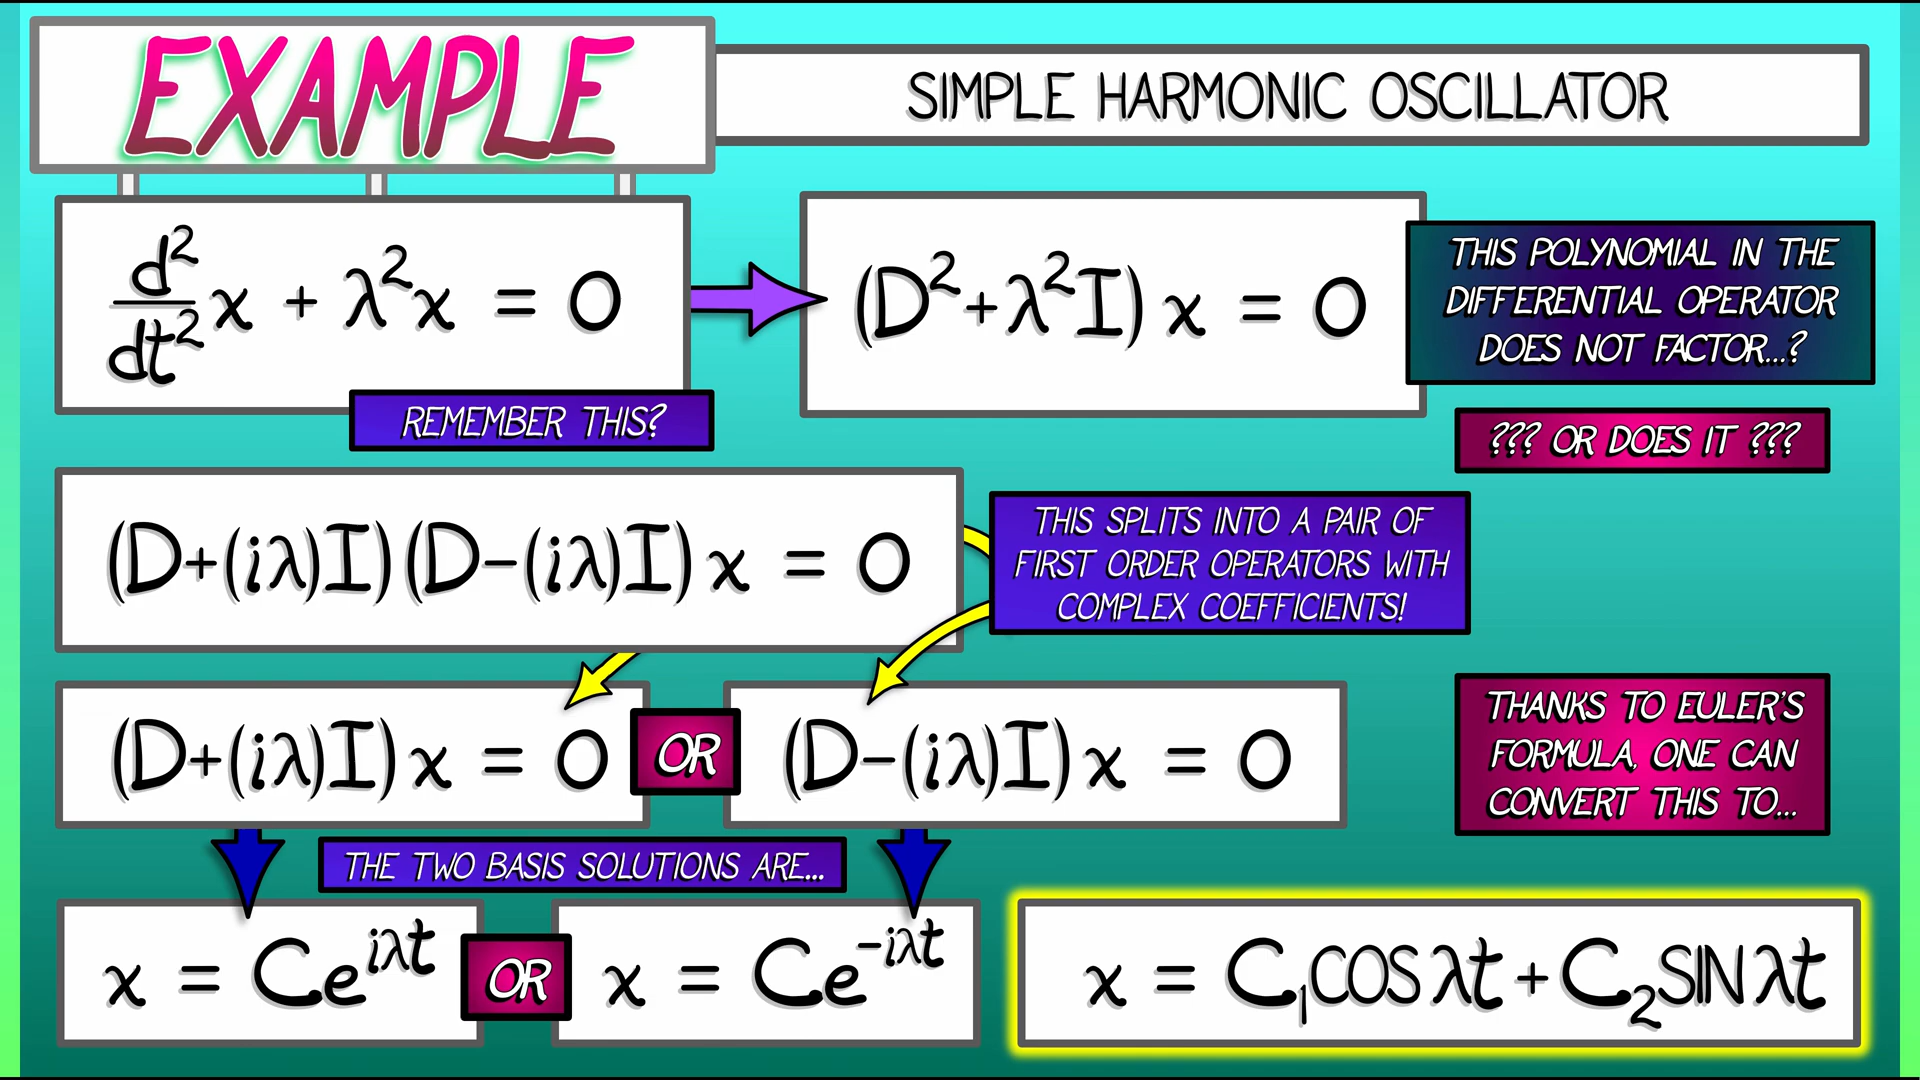 EXAMPLE
SIMPLE HARMONIC OSCILLATOR
d²/dt² x + λ²x = 0
REMEMBER THIS?
(D²+λ²I) x = 0
THIS POLYNOMIAL IN THE
DIFFERENTIAL OPERATOR
DOES NOT FACTOR...?
??? OR DOES IT ???
(D+(iλ)I)(D-(iλ)I) x = 0
THIS SPLITS INTO A PAIR OF
FIRST ORDER OPERATORS WITH
COMPLEX COEFFICIENTS!
(D+(iλ)I) x = 0
OR
(D-(iλ)I) x = 0
THANKS TO EULER'S
FORMULA, ONE CAN
CONVERT THIS TO...
THE TWO BASIS SOLUTIONS ARE...
x = Ce^{iλt}
OR
x = Ce^{-iλt}
x = C₁COS λt + C₂SIN λt